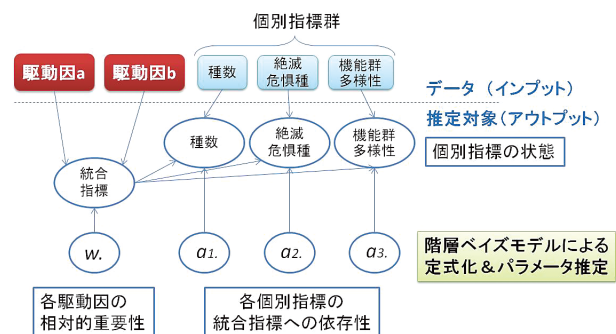 個別指標群
駆動因a
駆動因b
種数
絶滅
危惧種
機能群
多様性
データ （インプット）
推定対象（アウトプット）
種数
絶滅
危惧種
機能群
多様性
個別指標の状態
統合
指標
w.
a1.
a2.
a3.
階層ベイズモデルによる
定式化＆パラメータ推定
各駆動因の
相対的重要性
各個別指標の
統合指標への依存性